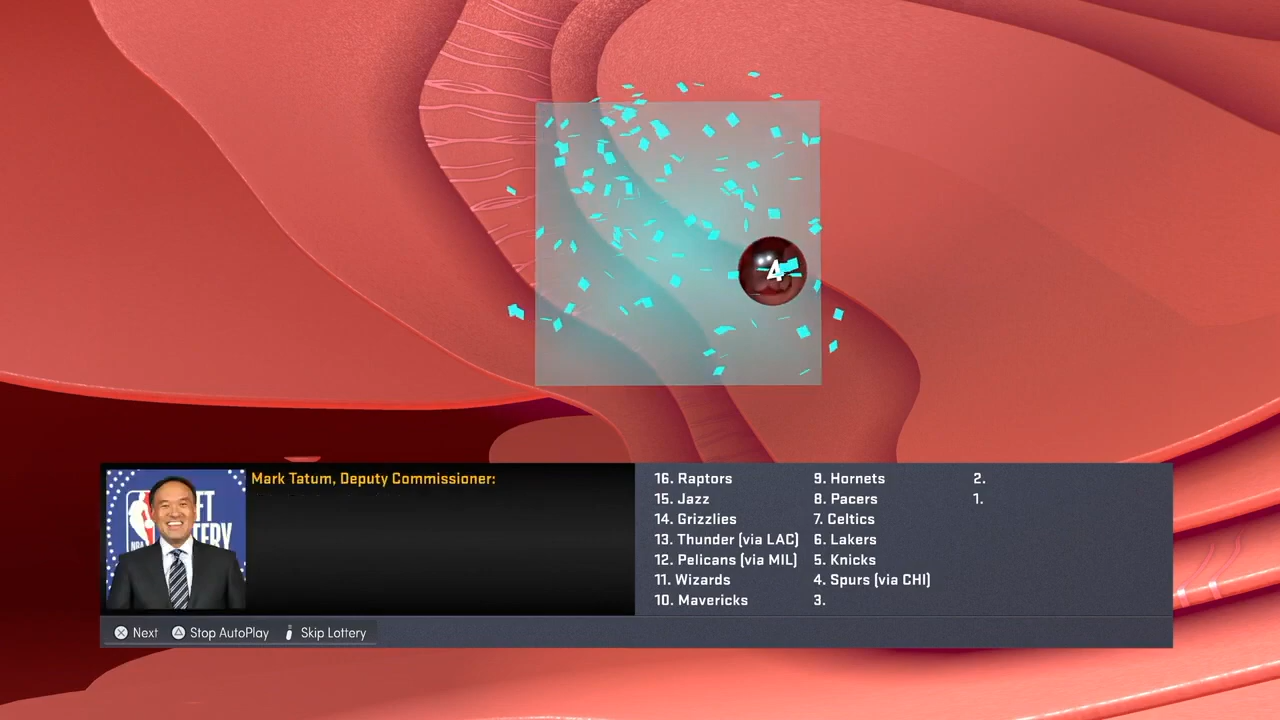 4
Mark Tatum, Deputy Commissioner:
16. Raptors
15. Jazz
14. Grizzlies
13. Thunder (via LAC)
12. Pelicans (via MIL)
11. Wizards
10. Mavericks
9. Hornets
8. Pacers
7. Celtics
6. Lakers
5. Knicks
4. Spurs (via CHI)
3.
2.
1.
Next
Stop AutoPlay
Skip Lottery